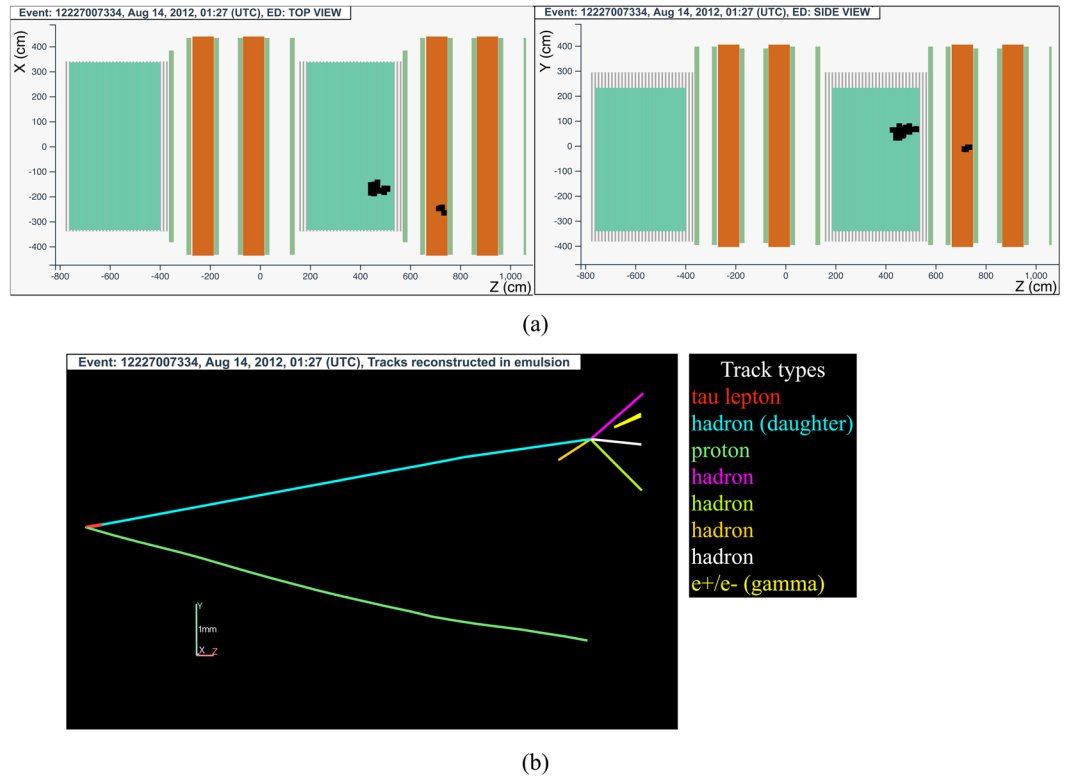 Event: 12227007334, Aug 14, 2012, 01:27 (UTC), ED: TOP VIEW
X (cm)
400
300
200
100
0
-100
-200
-300
-400
-800 -600 -400 -200 0 200 400 600 800 1,000
Z (cm)
Event: 12227007334, Aug 14, 2012, 01:27 (UTC), ED: SIDE VIEW
Y (cm)
400
300
200
100
0
-100
-200
-300
-400
-800 -600 -400 -200 0 200 400 600 800 1,000
Z (cm)
(a)
Event: 12227007334, Aug 14, 2012, 01:27 (UTC), Tracks reconstructed in emulsion
Y
1mm
X Z
Track types
tau lepton
hadron (daughter)
proton
hadron
hadron
hadron
hadron
e+/e- (gamma)
(b)